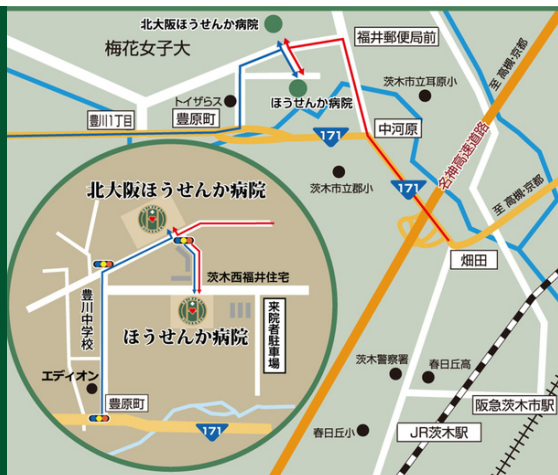 北大阪ほうせんか病院
梅花女子大
福井郵便局前
至 高槻・京都
トイザらス
ほうせんか病院
茨木市立耳原小
豊川1丁目
豊原町
171
中河原
名神高速道路
茨木市立郡小
171
至 高槻・京都
畑田
北大阪ほうせんか病院
茨木西福井住宅
豊川中学校
ほうせんか病院
来院者駐車場
エディオン
豊原町
171
茨木警察署
春日丘高
阪急茨木市駅
春日丘小
JR茨木駅